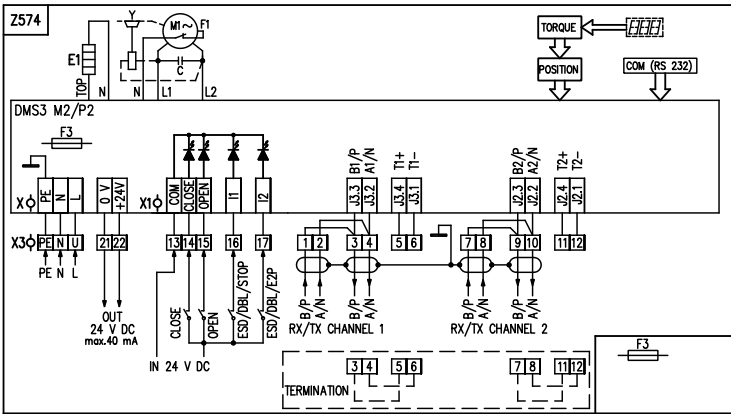 Z574
Y
M1~
F1
E1
C
TOP
N
N
L1
L2
TORQUE
POSITION
COM (RS 232)
DMS3 M2/P2
F3
X
PE
N
L
0 V
+24V
X1
COM
CLOSE
OPEN
I1
I2
J3.3
J3.2
B1/P
A1/N
J3.4
J3.1
T1+
T1-
J2.3
J2.2
B2/P
A2/N
J2.4
J2.1
T2+
T2-
X3
PE
N
U
21
22
13
14
15
16
17
1
2
3
4
5
6
7
8
9
10
11
12
PE N L
OUT
24 V DC
max.40 mA
CLOSE
OPEN
ESD/DBL/STOP
ESD/DBL/E2P
IN 24 V DC
B/P
A/N
B/P
A/N
RX/TX CHANNEL 1
B/P
A/N
B/P
A/N
RX/TX CHANNEL 2
TERMINATION
3 4 5 6
7 8 11 12
F3